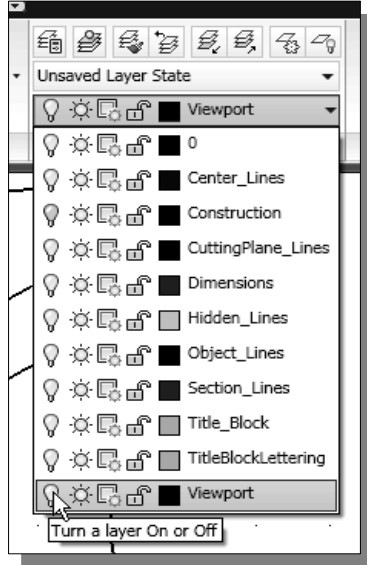 Unsaved Layer State
Viewport
0
Center_Lines
Construction
CuttingPlane_Lines
Dimensions
Hidden_Lines
Object_Lines
Section_Lines
Title_Block
TitleBlockLettering
Viewport
Turn a layer On or Off